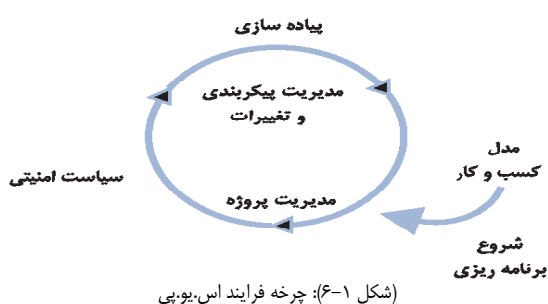 پیاده سازی
مدیریت پیکربندی
و تغییرات
مدل
کسب و کار
سیاست امنیتی
مدیریت پروژه
شروع
برنامه ریزی
(شکل ۱-۶): چرخه فرایند اس.یو.پی